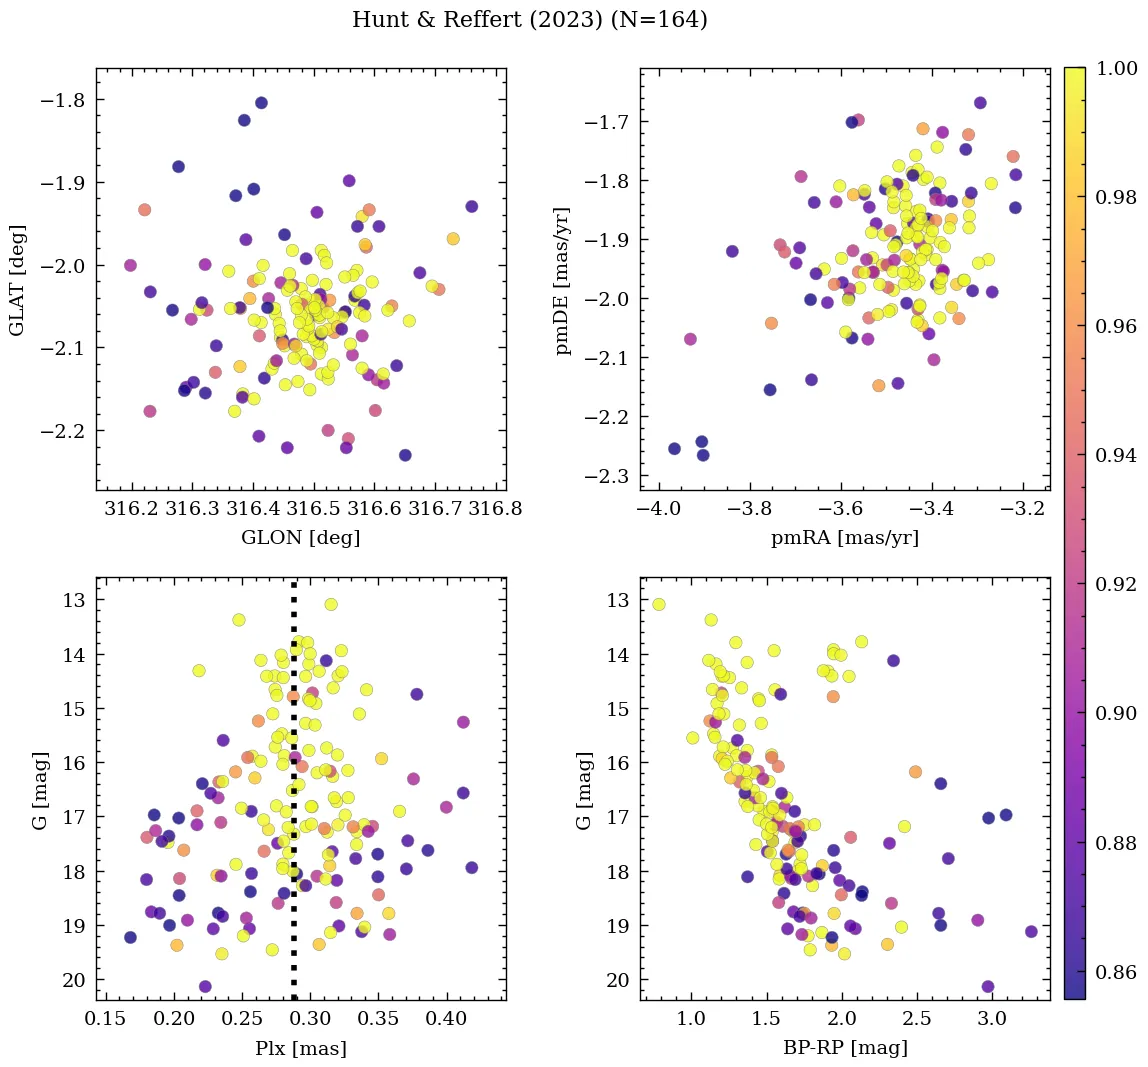 Hunt & Reffert (2023) (N=164)
−1.8
−1.9
−2.0
−2.1
−2.2
GLAT [deg]
316.2 316.3 316.4 316.5 316.6 316.7 316.8
GLON [deg]
−1.7
−1.8
−1.9
−2.0
−2.1
−2.2
−2.3
pmDE [mas/yr]
−4.0 −3.8 −3.6 −3.4 −3.2
pmRA [mas/yr]
13
14
15
16
17
18
19
20
G [mag]
0.15 0.20 0.25 0.30 0.35 0.40
Plx [mas]
13
14
15
16
17
18
19
20
G [mag]
1.0 1.5 2.0 2.5 3.0
BP-RP [mag]
1.00
0.98
0.96
0.94
0.92
0.90
0.88
0.86